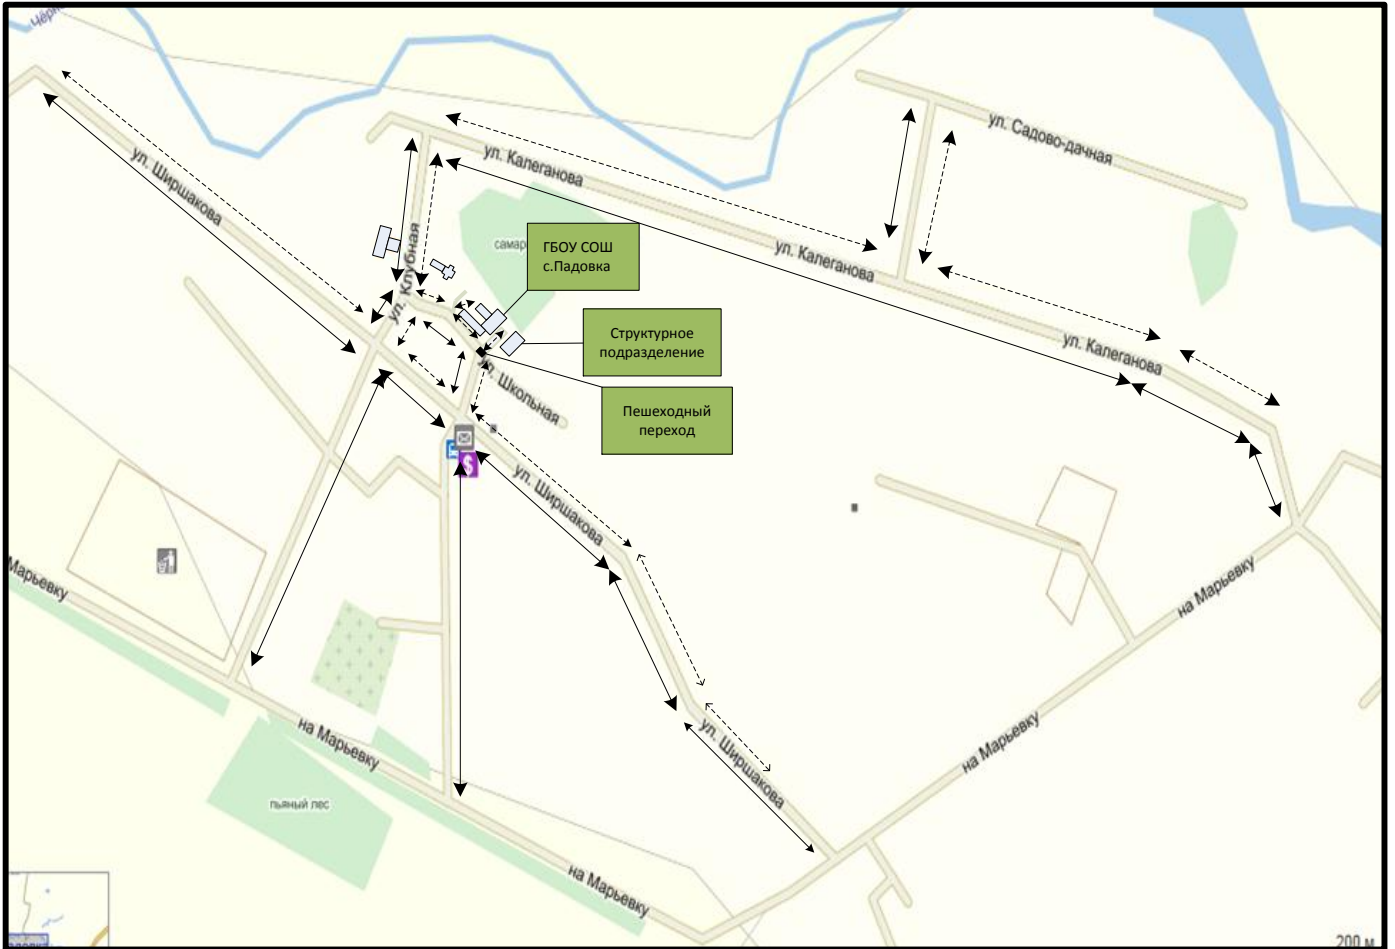 ул. Садово-дачная
ул. Калеганова
ул. Ширшакова
ул. Клубная
ГБОУ СОШ
с.Падовка
ул. Калеганова
Структурное
подразделение
ул. Калеганова
ул. Школьная
Пешеходный
переход
ул. Ширшакова
Марьевку
на Марьевку
на Марьевку
на Марьевку
ул. Ширшакова
пьяный лес
на Марьевку
200 м